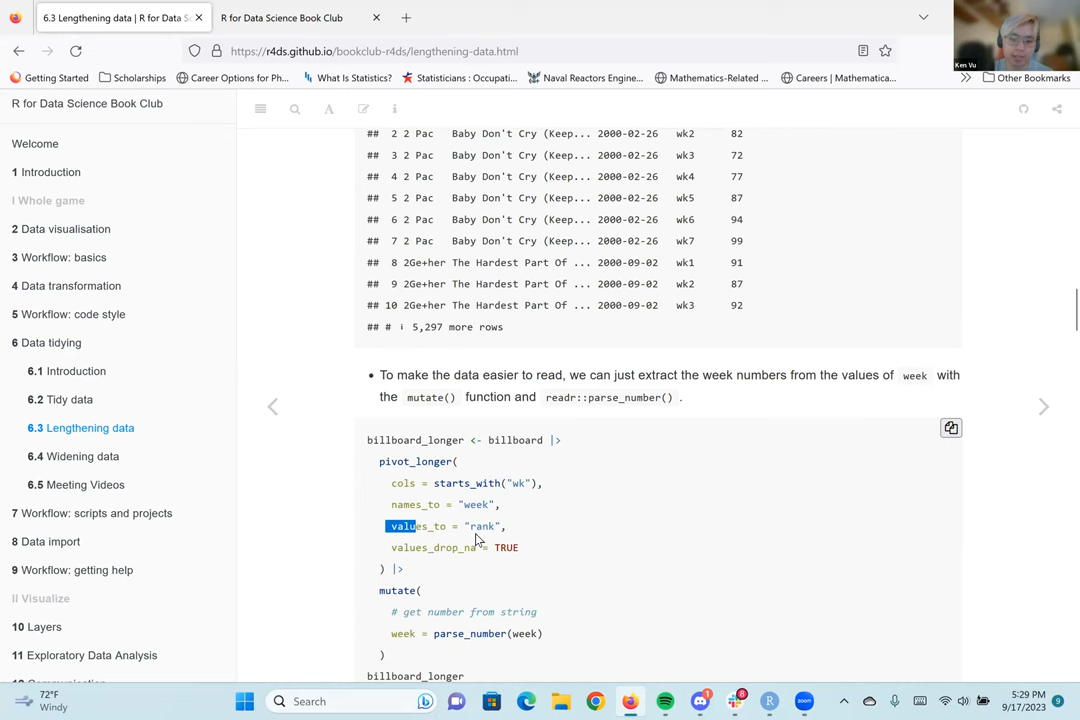 6.3 Lengthening data | R for Data Sc
R for Data Science Book Club
https://r4ds.github.io/bookclub-r4ds/lengthening-data.html
Ken Vu
Getting Started
Scholarships
Career Options for Ph...
What Is Statistics?
Statisticians : Occupati...
Naval Reactors Engine...
Mathematics-Related ...
Careers | Mathematica...
Other Bookmarks
R for Data Science Book Club
Welcome
1 Introduction
I Whole game
2 Data visualisation
3 Workflow: basics
4 Data transformation
5 Workflow: code style
6 Data tidying
6.1 Introduction
6.2 Tidy data
6.3 Lengthening data
6.4 Widening data
6.5 Meeting Videos
7 Workflow: scripts and projects
8 Data import
9 Workflow: getting help
II Visualize
10 Layers
11 Exploratory Data Analysis
## 2 2 Pac Baby Don't Cry (Keep... 2000-02-26 wk2 82
## 3 2 Pac Baby Don't Cry (Keep... 2000-02-26 wk3 72
## 4 2 Pac Baby Don't Cry (Keep... 2000-02-26 wk4 77
## 5 2 Pac Baby Don't Cry (Keep... 2000-02-26 wk5 87
## 6 2 Pac Baby Don't Cry (Keep... 2000-02-26 wk6 94
## 7 2 Pac Baby Don't Cry (Keep... 2000-02-26 wk7 99
## 8 2Ge+her The Hardest Part Of ... 2000-09-02 wk1 91
## 9 2Ge+her The Hardest Part Of ... 2000-09-02 wk2 87
## 10 2Ge+her The Hardest Part Of ... 2000-09-02 wk3 92
## # ℹ 5,297 more rows
• To make the data easier to read, we can just extract the week numbers from the values of week with
the mutate() function and readr::parse_number() .
billboard_longer <- billboard |>
pivot_longer(
cols = starts_with("wk"),
names_to = "week",
values_to = "rank",
values_drop_na = TRUE
) |>
mutate(
# get number from string
week = parse_number(week)
)
billboard_longer
72°F
Windy
Search
1
8
5:29 PM
9/17/2023
9